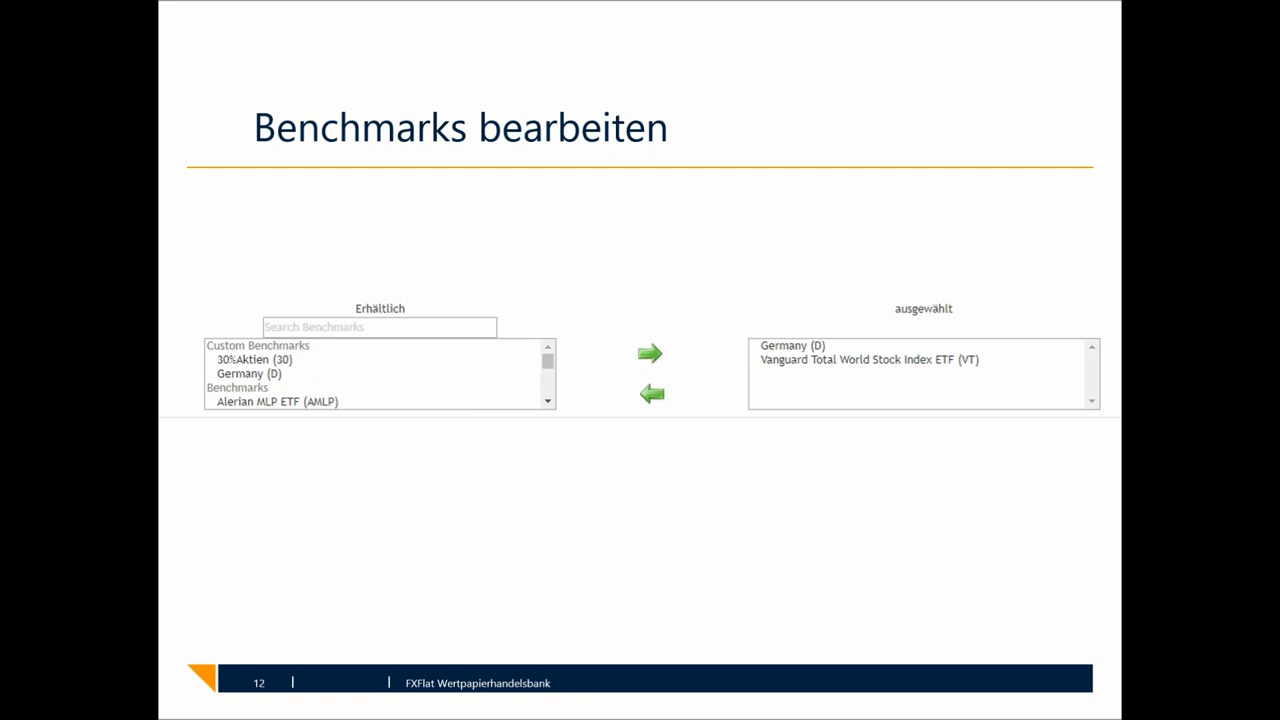 Benchmarks bearbeiten
Erhältlich
Search Benchmarks
Custom Benchmarks
30%Aktien (30)
Germany (D)
Benchmarks
Alerian MLP ETF (AMLP)
ausgewählt
Germany (D)
Vanguard Total World Stock Index ETF (VT)
12 | | FXFlat Wertpapierhandelsbank